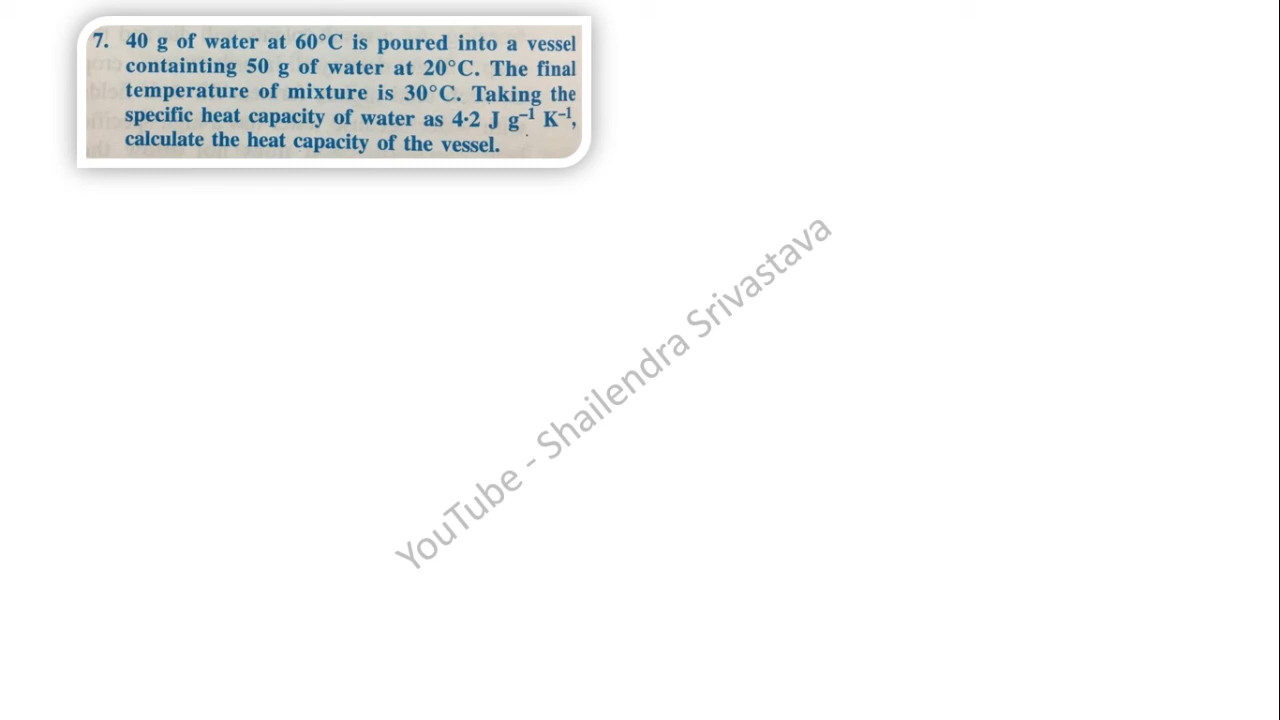 7. 40 g of water at 60°C is poured into a vessel
containting 50 g of water at 20°C. The final
temperature of mixture is 30°C. Taking the
specific heat capacity of water as 4·2 J g⁻¹ K⁻¹,
calculate the heat capacity of the vessel.
YouTube - Shailendra Srivastava